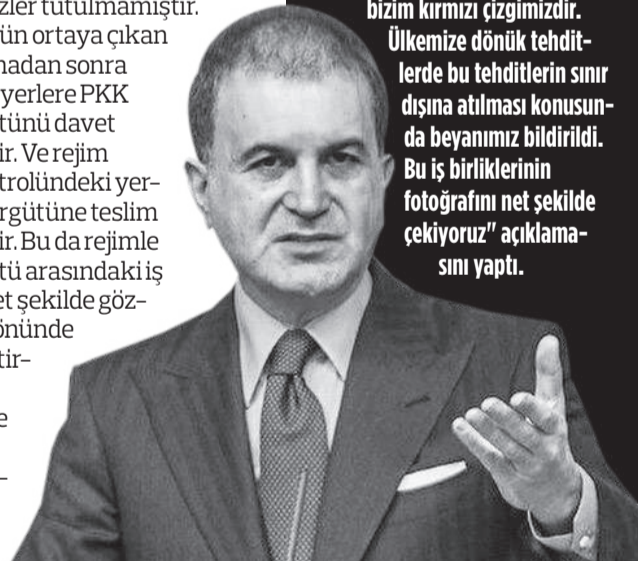 zler tutulmamıştır.
ün ortaya çıkan
madan sonra
yerlere PKK
tünü davet
ir. Ve rejim
trolündeki yer-
rgütüne teslim
ir. Bu da rejimle
tü arasındaki iş
et şekilde göz-
önünde
tir-
e
-
bizim kırmızı çizgimizdir.
Ülkemize dönük tehdit-
lerde bu tehditlerin sınır
dışına atılması konusun-
da beyanımız bildirildi.
Bu iş birliklerinin
fotoğrafını net şekilde
çekiyoruz" açıklama-
sını yaptı.